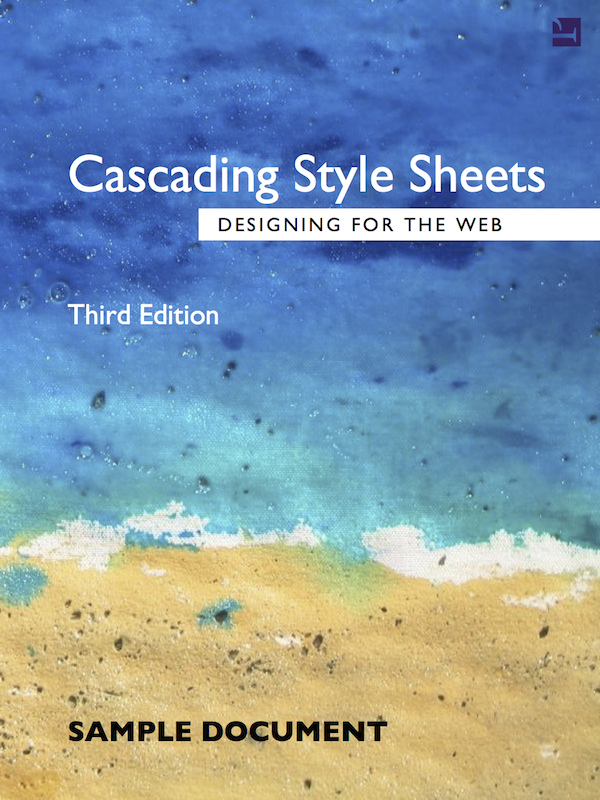 Cascading Style Sheets
DESIGNING FOR THE WEB
Third Edition
SAMPLE DOCUMENT